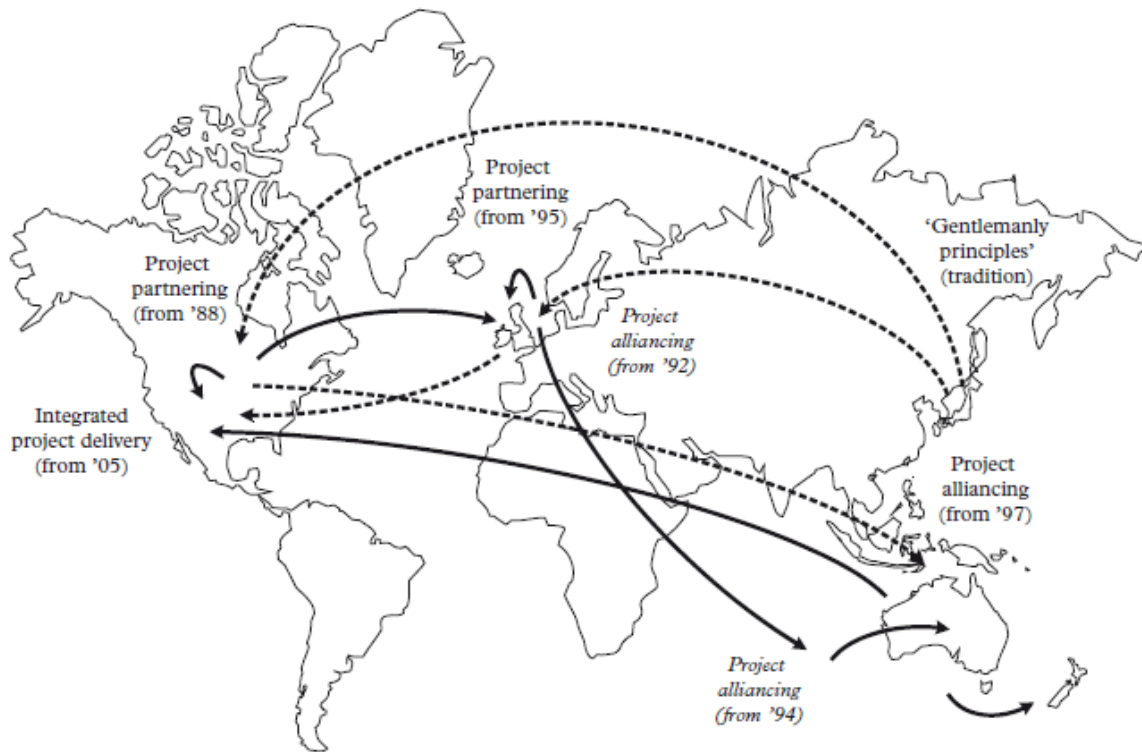 Project
partnering
(from ’95)
‘Gentlemanly
principles’
(tradition)
Project
partnering
(from ’88)
Project
alliancing
(from ’92)
Integrated
project delivery
(from ’05)
Project
alliancing
(from ’97)
Project
alliancing
(from ’94)